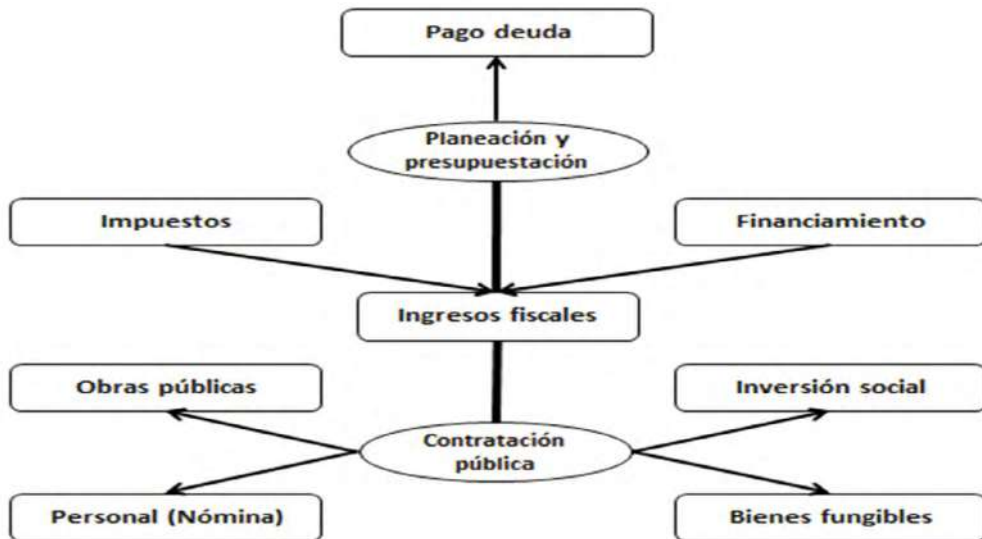 Pago deuda
Planeación y
presupuestación
Impuestos
Financiamiento
Ingresos fiscales
Obras públicas
Inversión social
Contratación
pública
Personal (Nómina)
Bienes fungibles